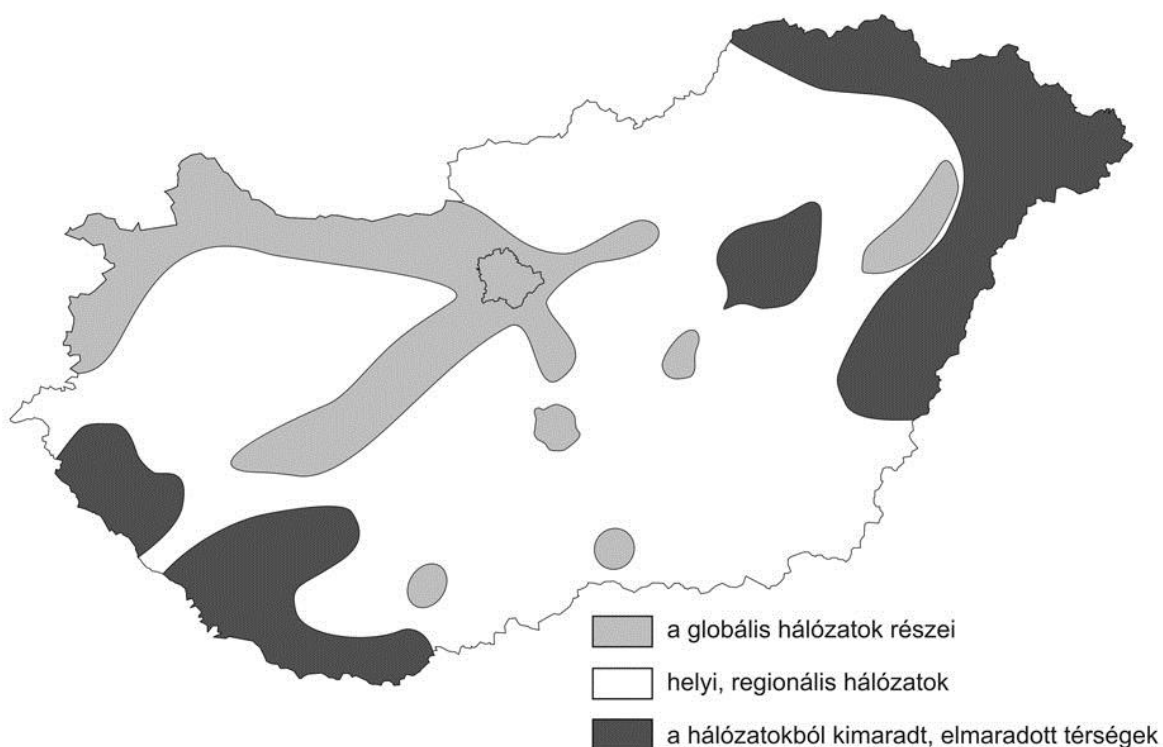 a globális hálózatok részei
helyi, regionális hálózatok
a hálózatokból kimaradt, elmaradott térségek